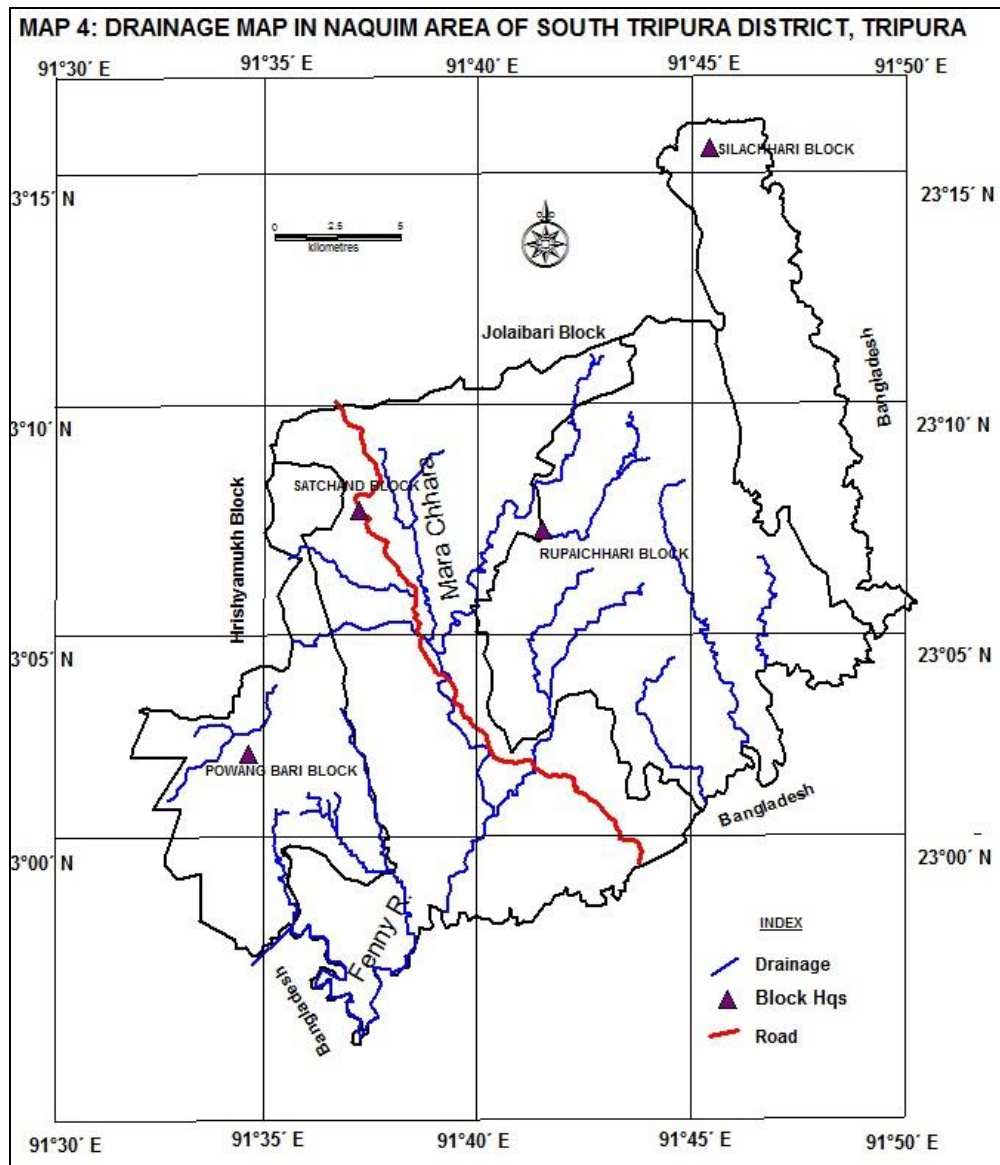 MAP 4: DRAINAGE MAP IN NAQUIM AREA OF SOUTH TRIPURA DISTRICT, TRIPURA
91°30´ E
91°35´ E
91°40´ E
91°45´ E
91°50´ E
SILACHHARI BLOCK
3°15´ N
23°15´ N
0 2.5 5
kilometres
Jolaibari Block
Bangladesh
3°10´ N
23°10´ N
SATCHAND BLOCK
Mara Chhara
RUPAICHHARI BLOCK
Hrishyamukh Block
3°05´ N
23°05´ N
POWANG BARI BLOCK
Bangladesh
3°00´ N
23°00´ N
Fenny R.
Bangladesh
INDEX
Drainage
Block Hqs
Road
91°30´ E
91°35´ E
91°40´ E
91°45´ E
91°50´ E